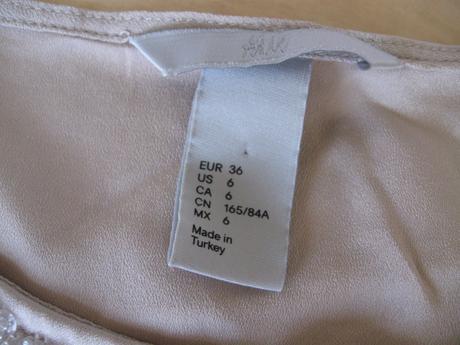 H&M
EUR 36
US 6
CA 6
CN 165/84A
MX 6
Made in
Turkey